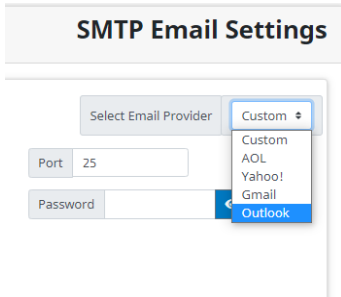 SMTP Email Settings
Select Email Provider
Custom
Custom
AOL
Yahoo!
Gmail
Outlook
Port
25
Password